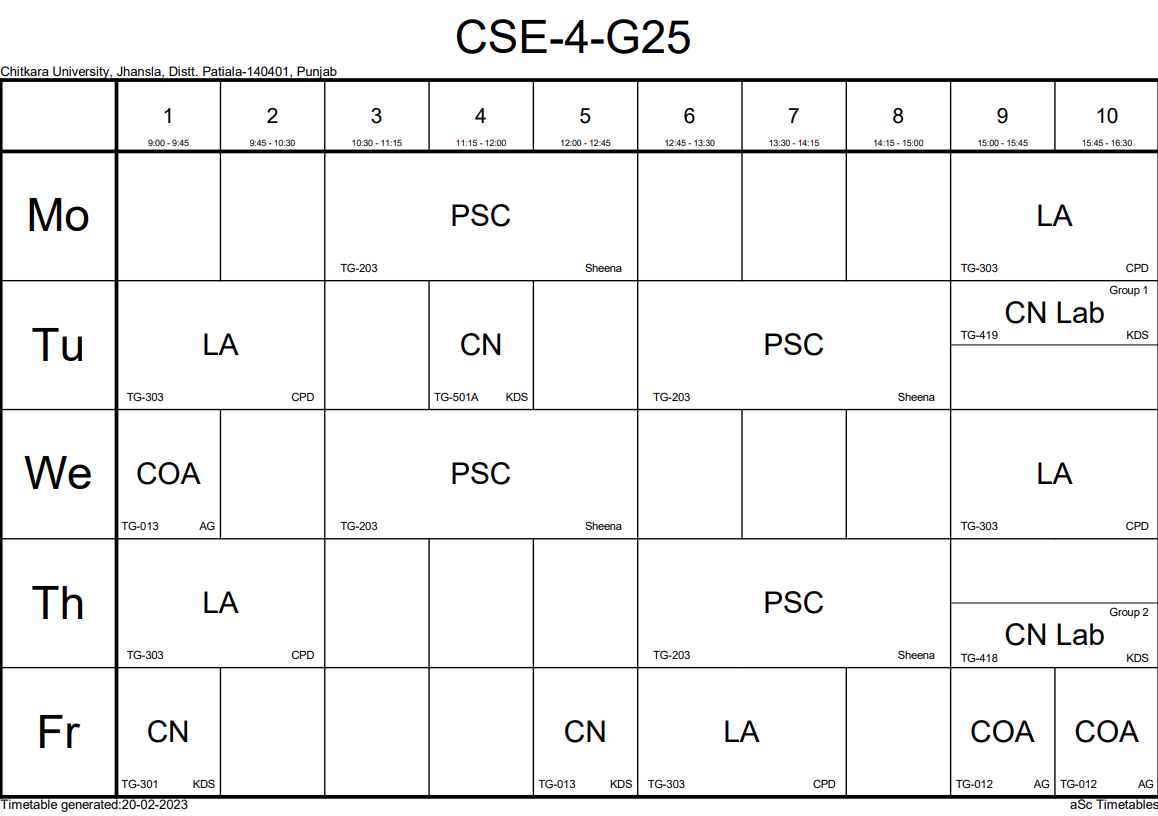 CSE-4-G25
Chitkara University, Jhansla, Distt. Patiala-140401, Punjab
1 2 3 4 5 6 7 8 9 10
9:00 - 9:45 9:45 - 10:30 10:30 - 11:15 11:15 - 12:00 12:00 - 12:45 12:45 - 13:30 13:30 - 14:15 14:15 - 15:00 15:00 - 15:45 15:45 - 16:30
Mo PSC LA
TG-203 Sheena TG-303 CPD
Group 1
Tu LA CN PSC CN Lab
TG-419 KDS
TG-303 CPD TG-501A KDS TG-203 Sheena
We COA PSC LA
TG-013 AG TG-203 Sheena TG-303 CPD
Th LA PSC
Group 2
CN Lab
TG-303 CPD TG-203 Sheena TG-418 KDS
Fr CN CN LA COA COA
TG-301 KDS TG-013 KDS TG-303 CPD TG-012 AG TG-012 AG
Timetable generated:20-02-2023 aSc Timetables